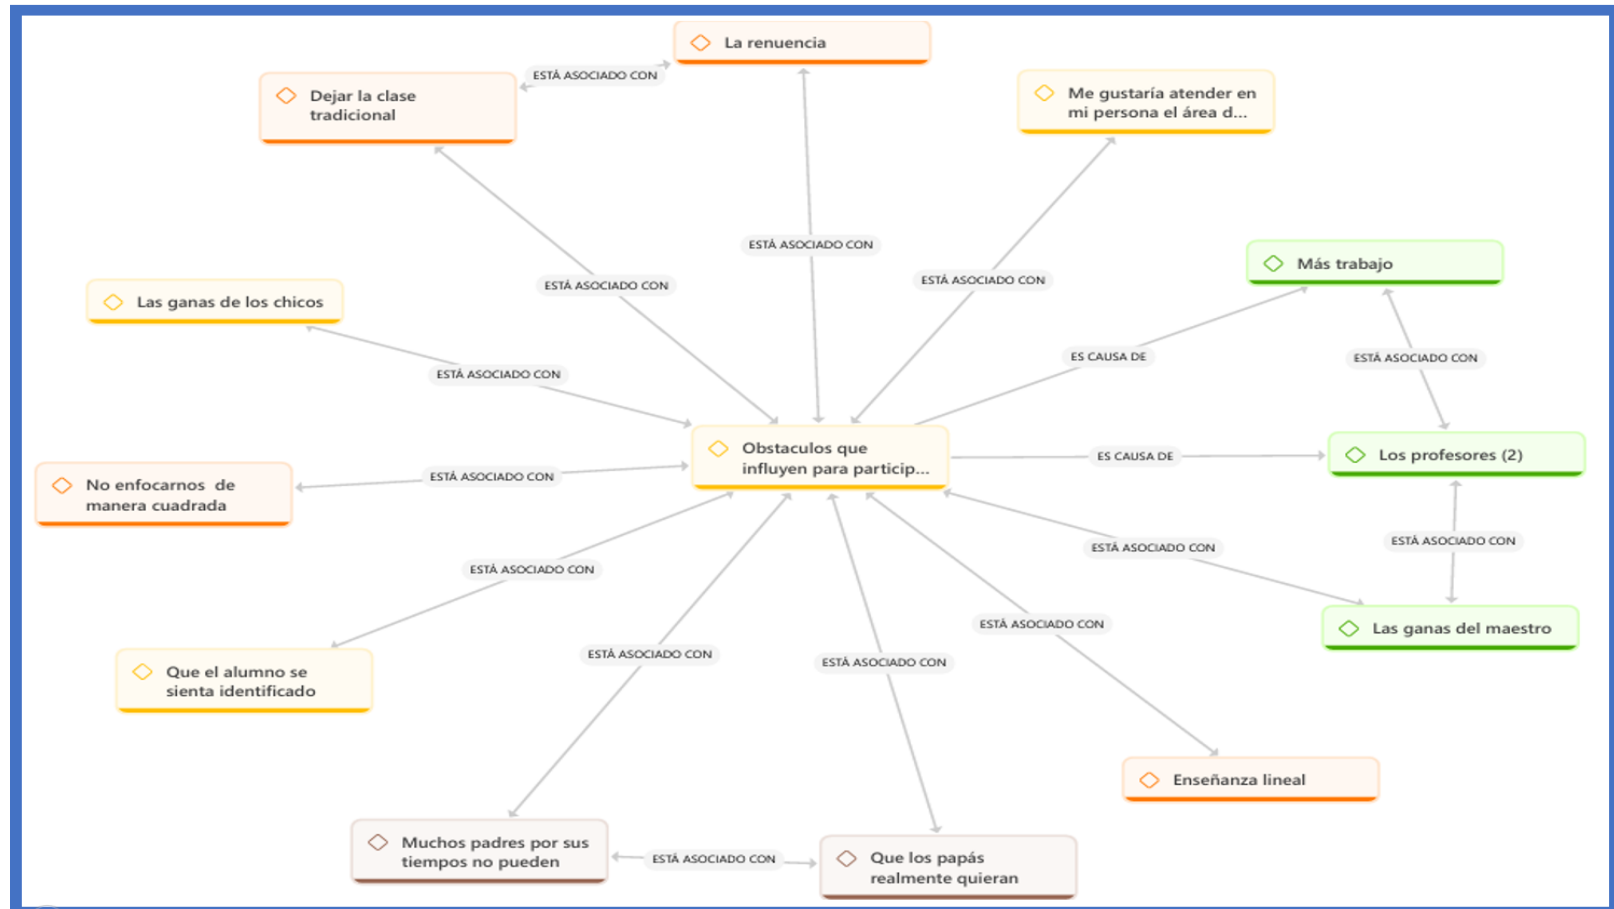 La renuencia
ESTÁ ASOCIADO CON
Dejar la clase
tradicional
Me gustaría atender en
mi persona el área d...
ESTÁ ASOCIADO CON
Más trabajo
ESTÁ ASOCIADO CON
ESTÁ ASOCIADO CON
Las ganas de los chicos
ES CAUSA DE
ESTÁ ASOCIADO CON
ESTÁ ASOCIADO CON
Obstaculos que
influyen para particip...
ES CAUSA DE
Los profesores (2)
No enfocarnos de
manera cuadrada
ESTÁ ASOCIADO CON
ESTÁ ASOCIADO CON
ESTÁ ASOCIADO CON
ESTÁ ASOCIADO CON
ESTÁ ASOCIADO CON
Las ganas del maestro
Que el alumno se
sienta identificado
ESTÁ ASOCIADO CON
ESTÁ ASOCIADO CON
Enseñanza lineal
Muchos padres por sus
tiempos no pueden
ESTÁ ASOCIADO CON
Que los papás
realmente quieran